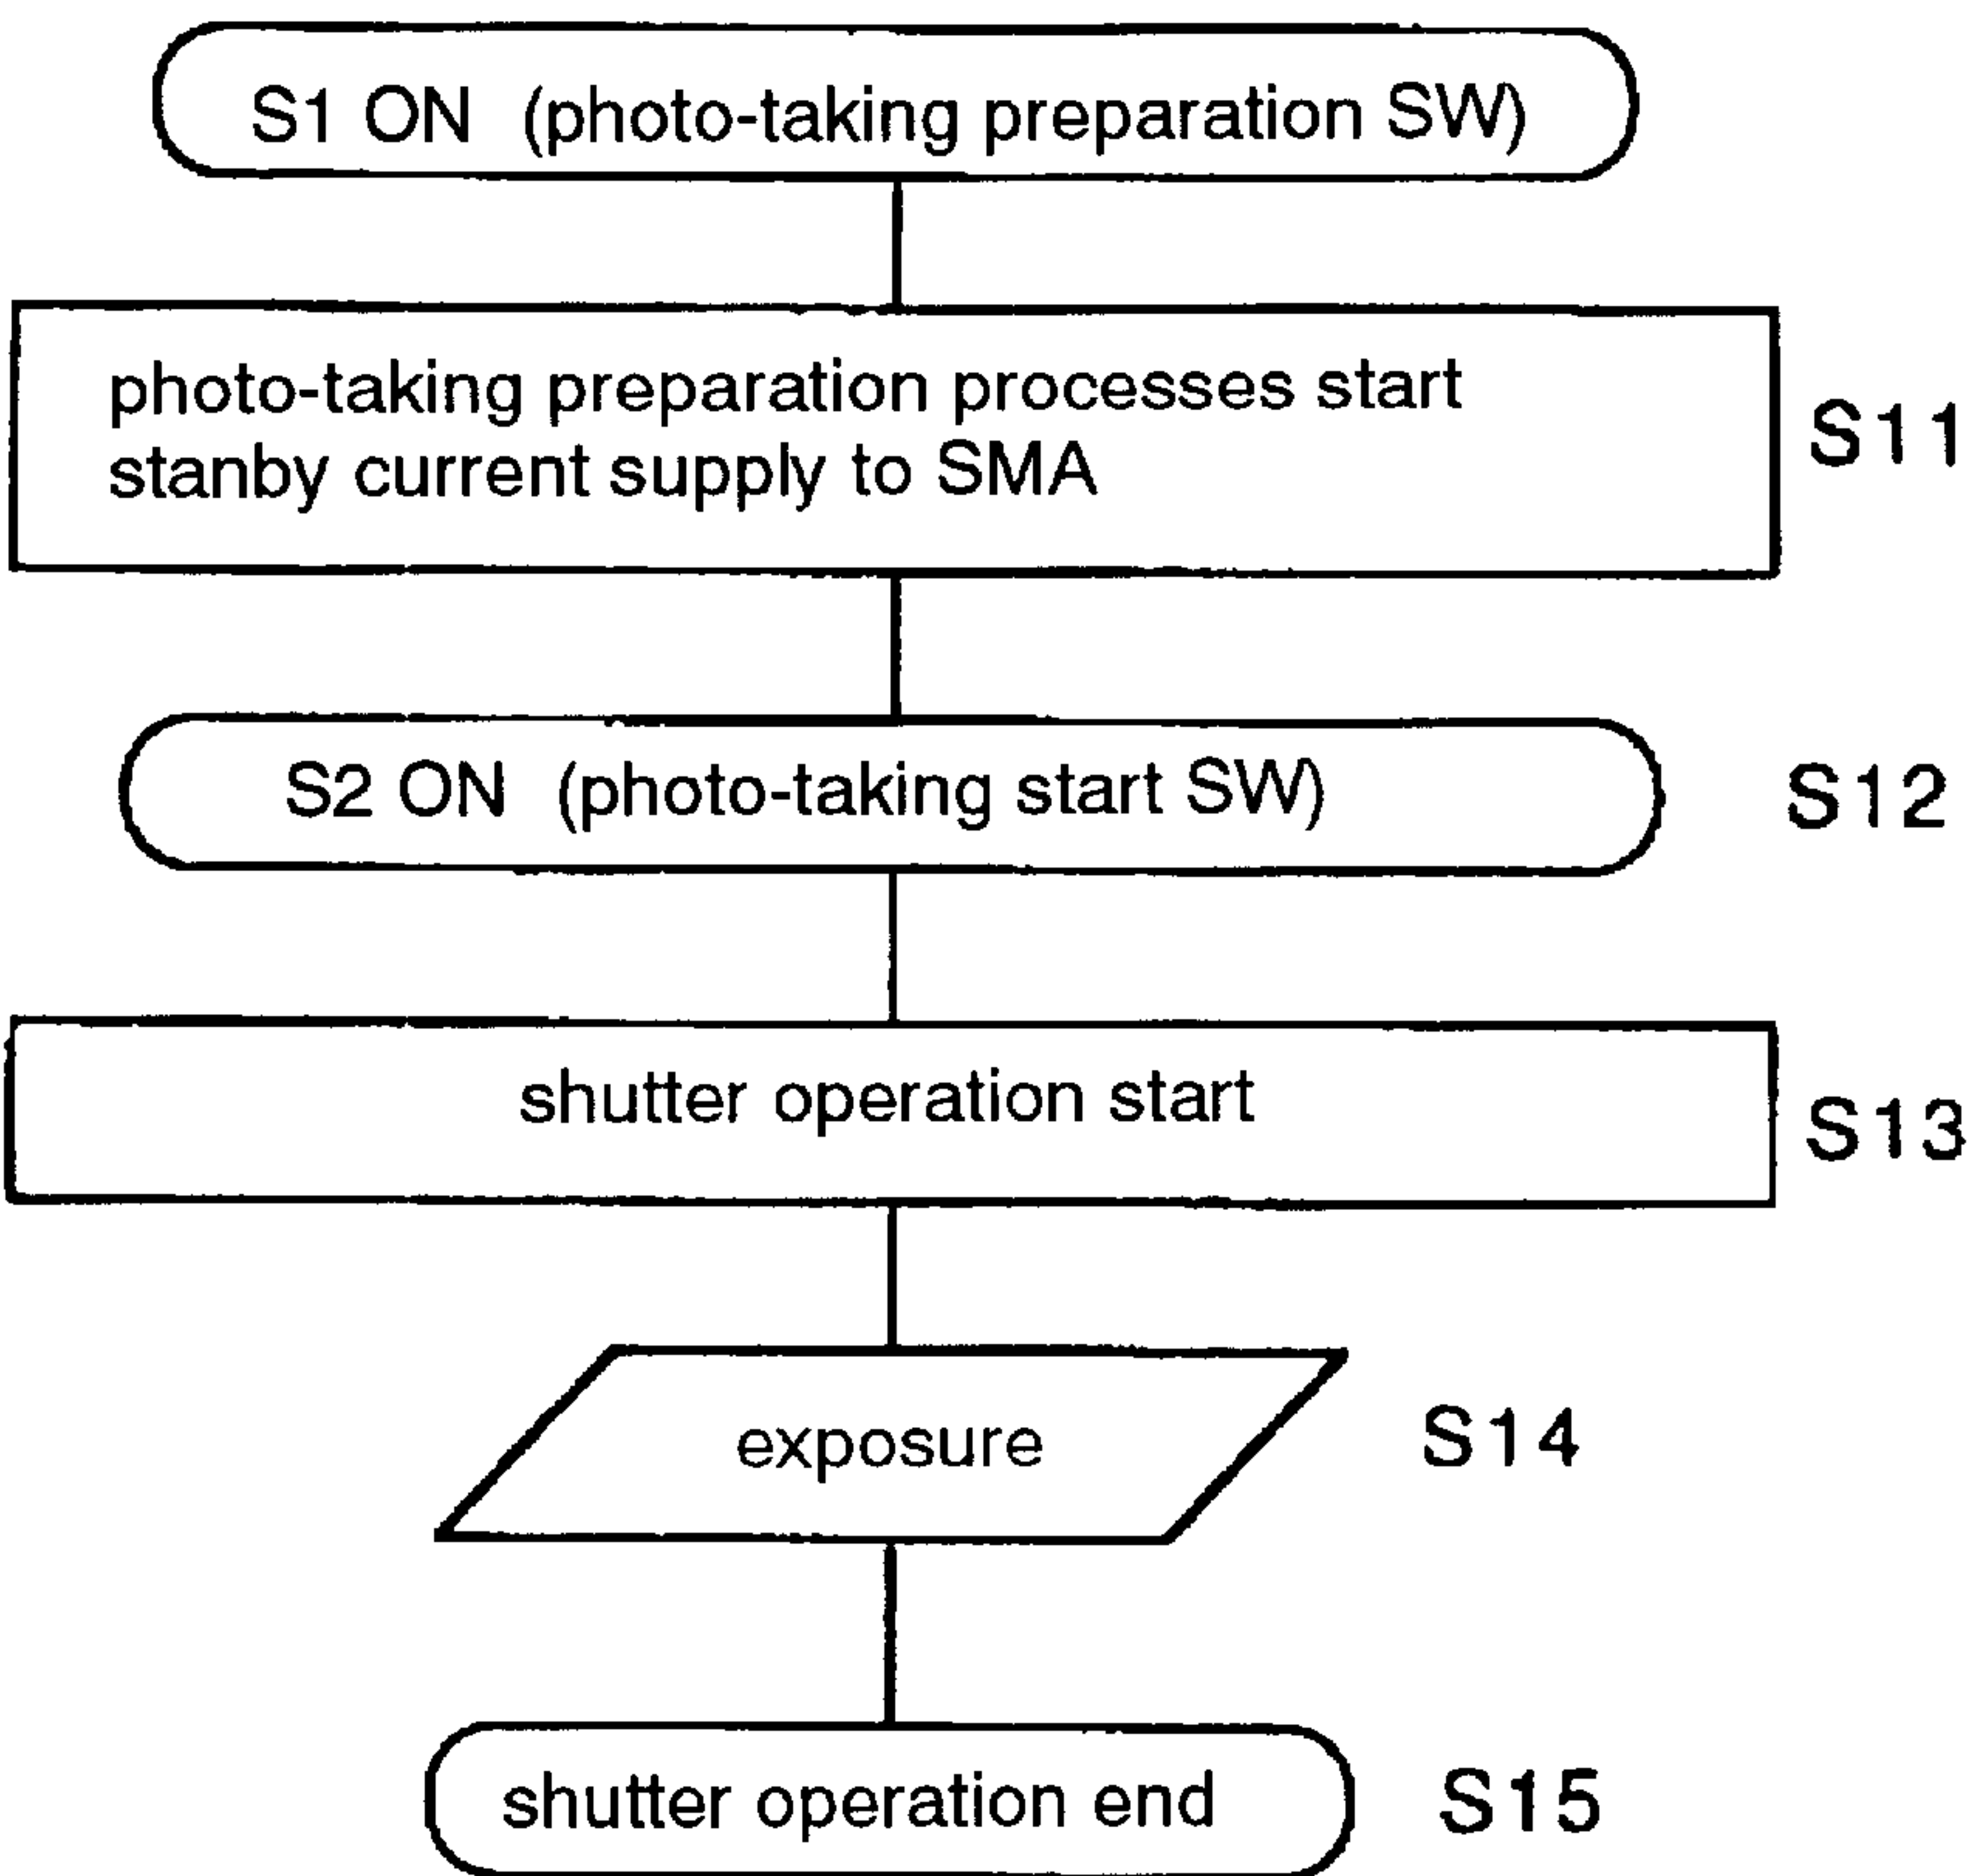 S1 ON (photo-taking preparation SW)
photo-taking preparation processes start
stanby current supply to SMA
S11
S2 ON (photo-taking start SW)
S12
shutter operation start
S13
exposure
S14
shutter operation end
S15